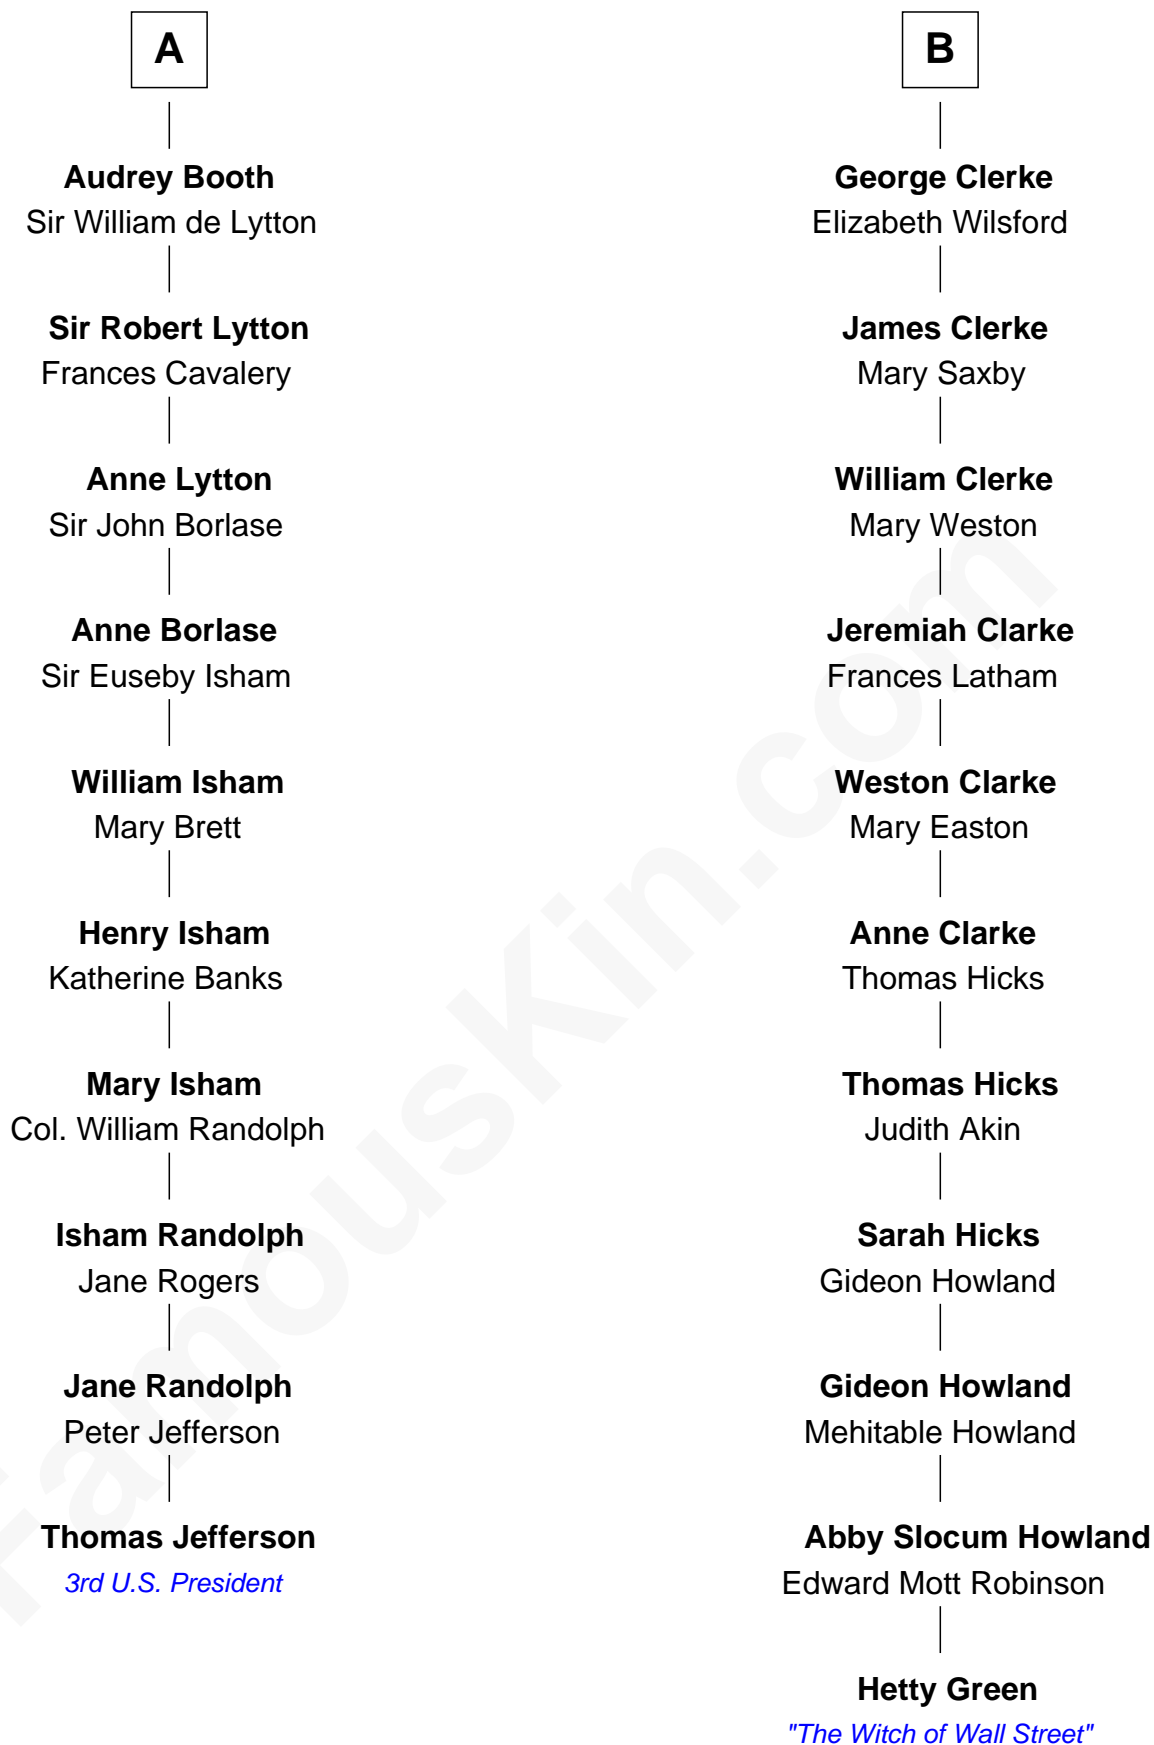 A
Audrey Booth
Sir William de Lytton
Sir Robert Lytton
Frances Cavalery
Anne Lytton
Sir John Borlase
Anne Borlase
Sir Euseby Isham
William Isham
Mary Brett
Henry Isham
Katherine Banks
Mary Isham
Col. William Randolph
Isham Randolph
Jane Rogers
Jane Randolph
Peter Jefferson
Thomas Jefferson
3rd U.S. President
B
George Clerke
Elizabeth Wilsford
James Clerke
Mary Saxby
William Clerke
Mary Weston
Jeremiah Clarke
Frances Latham
Weston Clarke
Mary Easton
Anne Clarke
Thomas Hicks
Thomas Hicks
Judith Akin
Sarah Hicks
Gideon Howland
Gideon Howland
Mehitable Howland
Abby Slocum Howland
Edward Mott Robinson
Hetty Green
"The Witch of Wall Street"
FamousKin.com